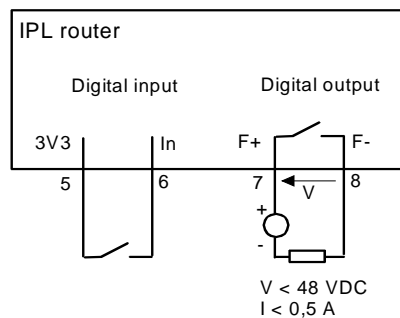 IPL router
Digital input Digital output
3V3 In F+ F-
5 6 7 8
V
+
-
V < 48 VDC
I < 0,5 A